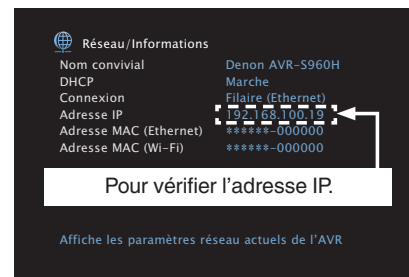 Réseau/Informations
Nom convivial Denon AVR-S960H
DHCP Marche
Connexion Filaire (Ethernet)
Adresse IP 192.168.100.19
Adresse MAC (Ethernet) ******-000000
Adresse MAC (Wi-Fi) ******-000000
Pour vérifier l'adresse IP.
Affiche les paramètres réseau actuels de l'AVR